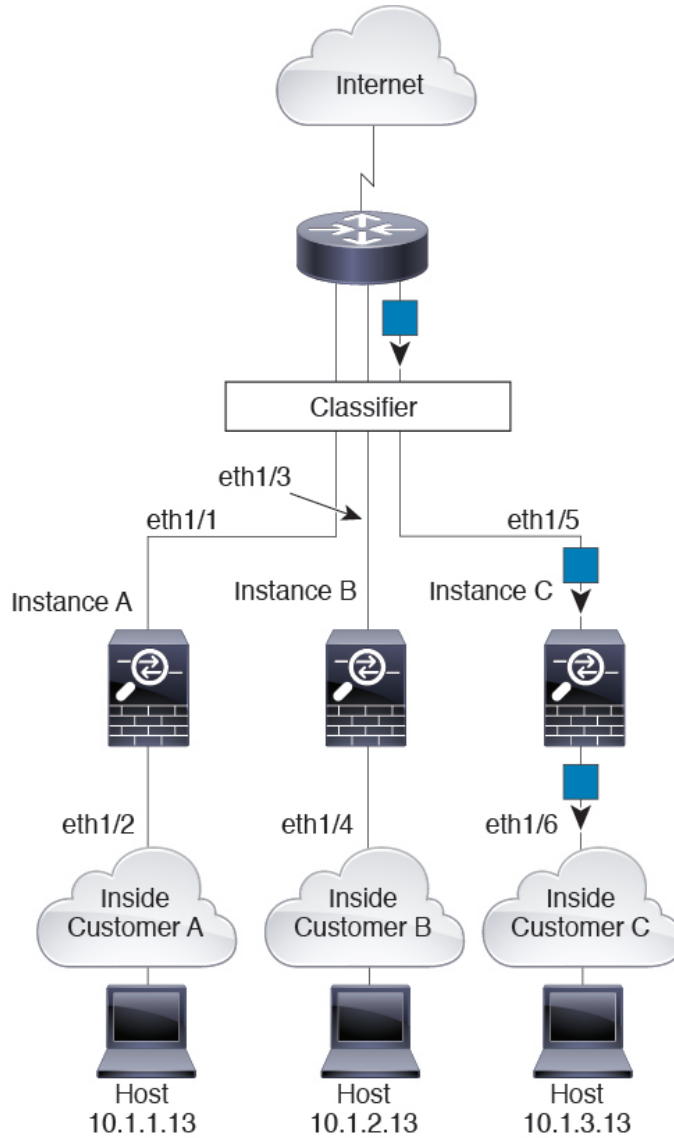 Internet
Classifier
eth1/3
eth1/1
eth1/5
Instance A
Instance B
Instance C
eth1/2
eth1/4
eth1/6
Inside
Customer A
Inside
Customer B
Inside
Customer C
Host
10.1.1.13
Host
10.1.2.13
Host
10.1.3.13